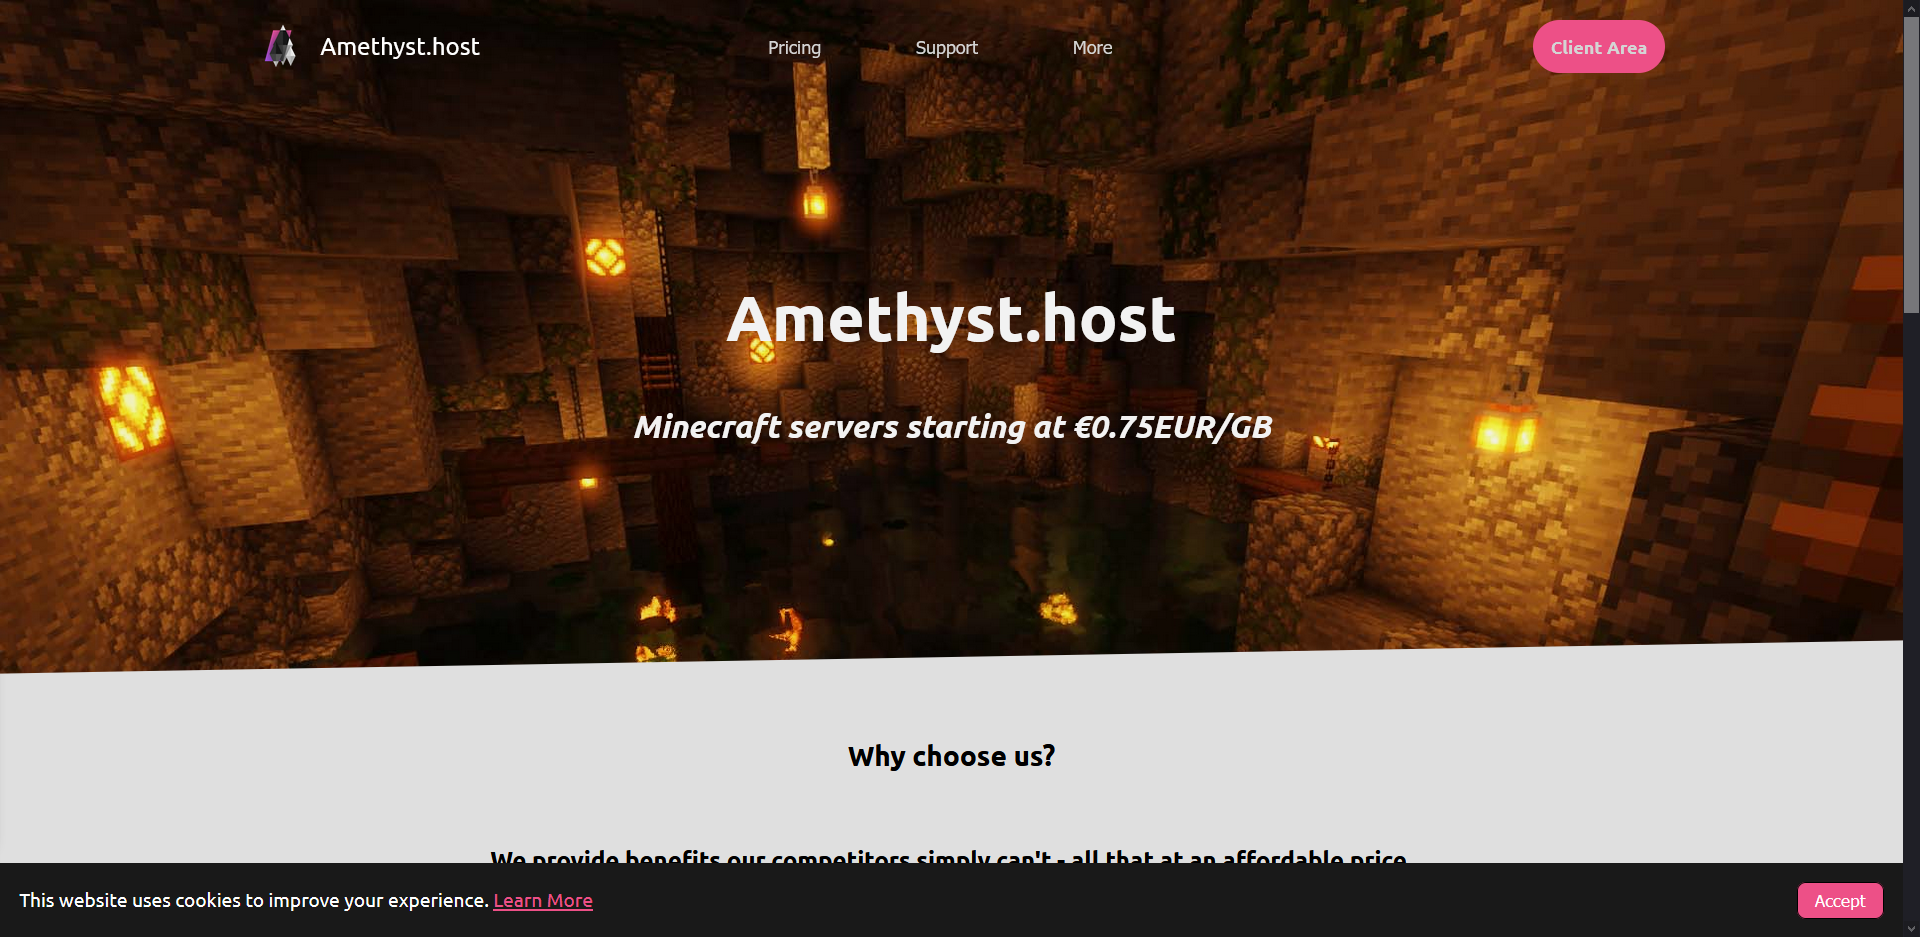 Amethyst.host
Pricing
Support
More
Client Area
Amethyst.host
Minecraft servers starting at €0.75EUR/GB
Why choose us?
We provide benefits our competitors simply can't - all that at an affordable price
This website uses cookies to improve your experience. Learn More
Accept